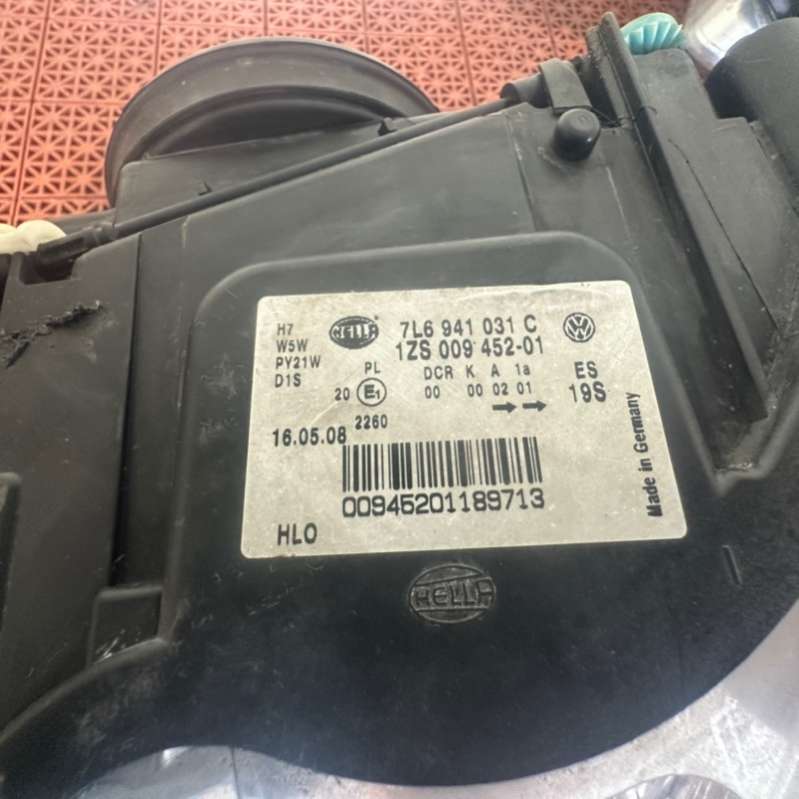 H7 HELLA 7L6 941 031 C
W5W 1ZS 009 452-01
PY21W PL DCR K A 1a ES
D1S 20 E1 00 00 02 01 19S
2260
16.05.08
00945201189713
HLO
Made in Germany
HELLA